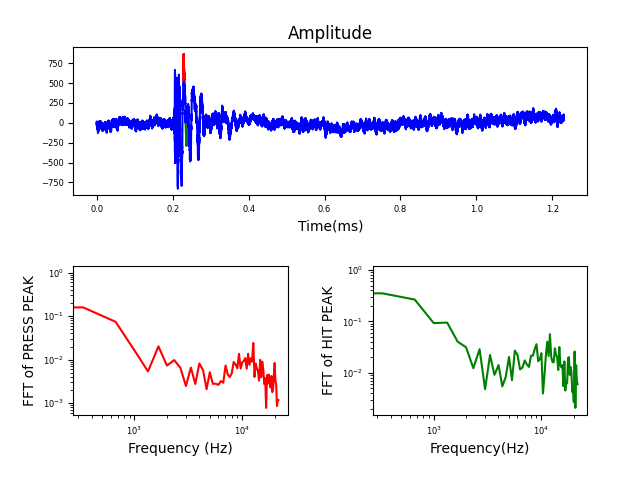 Amplitude
750
500
250
0
−250
−500
−750
0.0 0.2 0.4 0.6 0.8 1.0 1.2
Time(ms)
FFT of PRESS PEAK
10⁰
10⁻¹
10⁻²
10⁻³
10³ 10⁴
Frequency (Hz)
FFT of HIT PEAK
10⁰
10⁻¹
10⁻²
10³ 10⁴
Frequency(Hz)